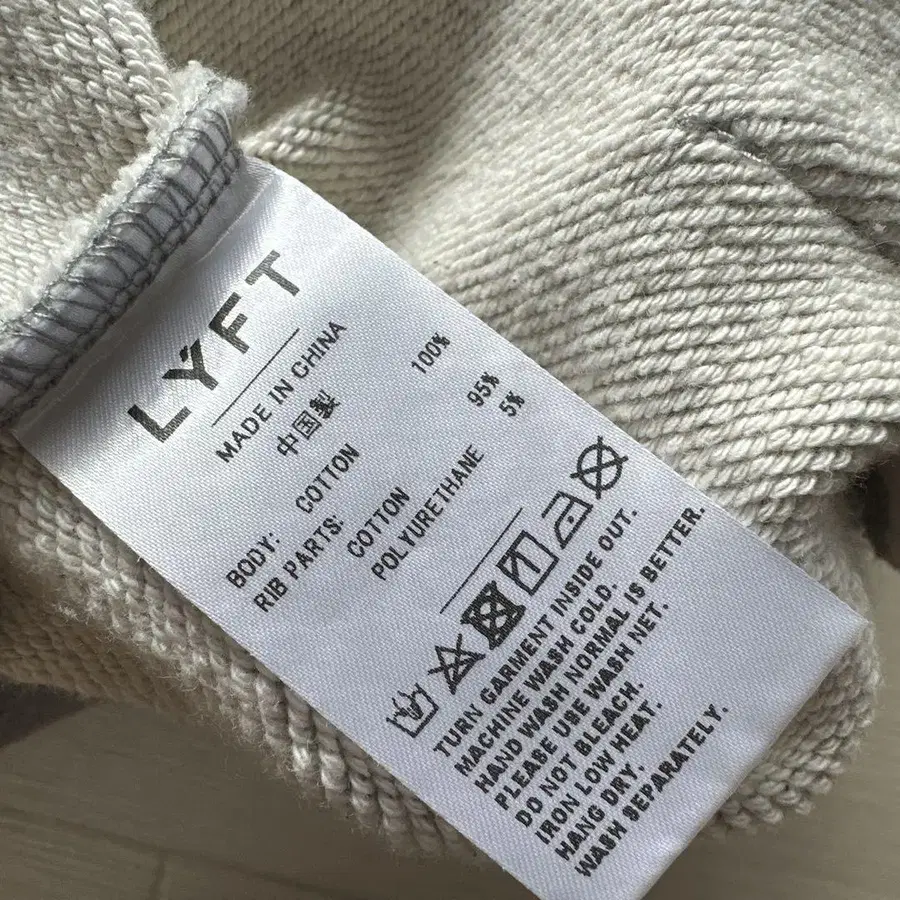 LÝFT
MADE IN CHINA
中国製
BODY: COTTON 100%
RIB PARTS: COTTON 95%
POLYURETHANE 5%
TURN GARMENT INSIDE OUT.
MACHINE WASH COLD.
HAND WASH NORMAL IS BETTER.
PLEASE USE WASH NET.
DO NOT BLEACH.
IRON LOW HEAT.
HANG DRY.
WASH SEPARATELY.